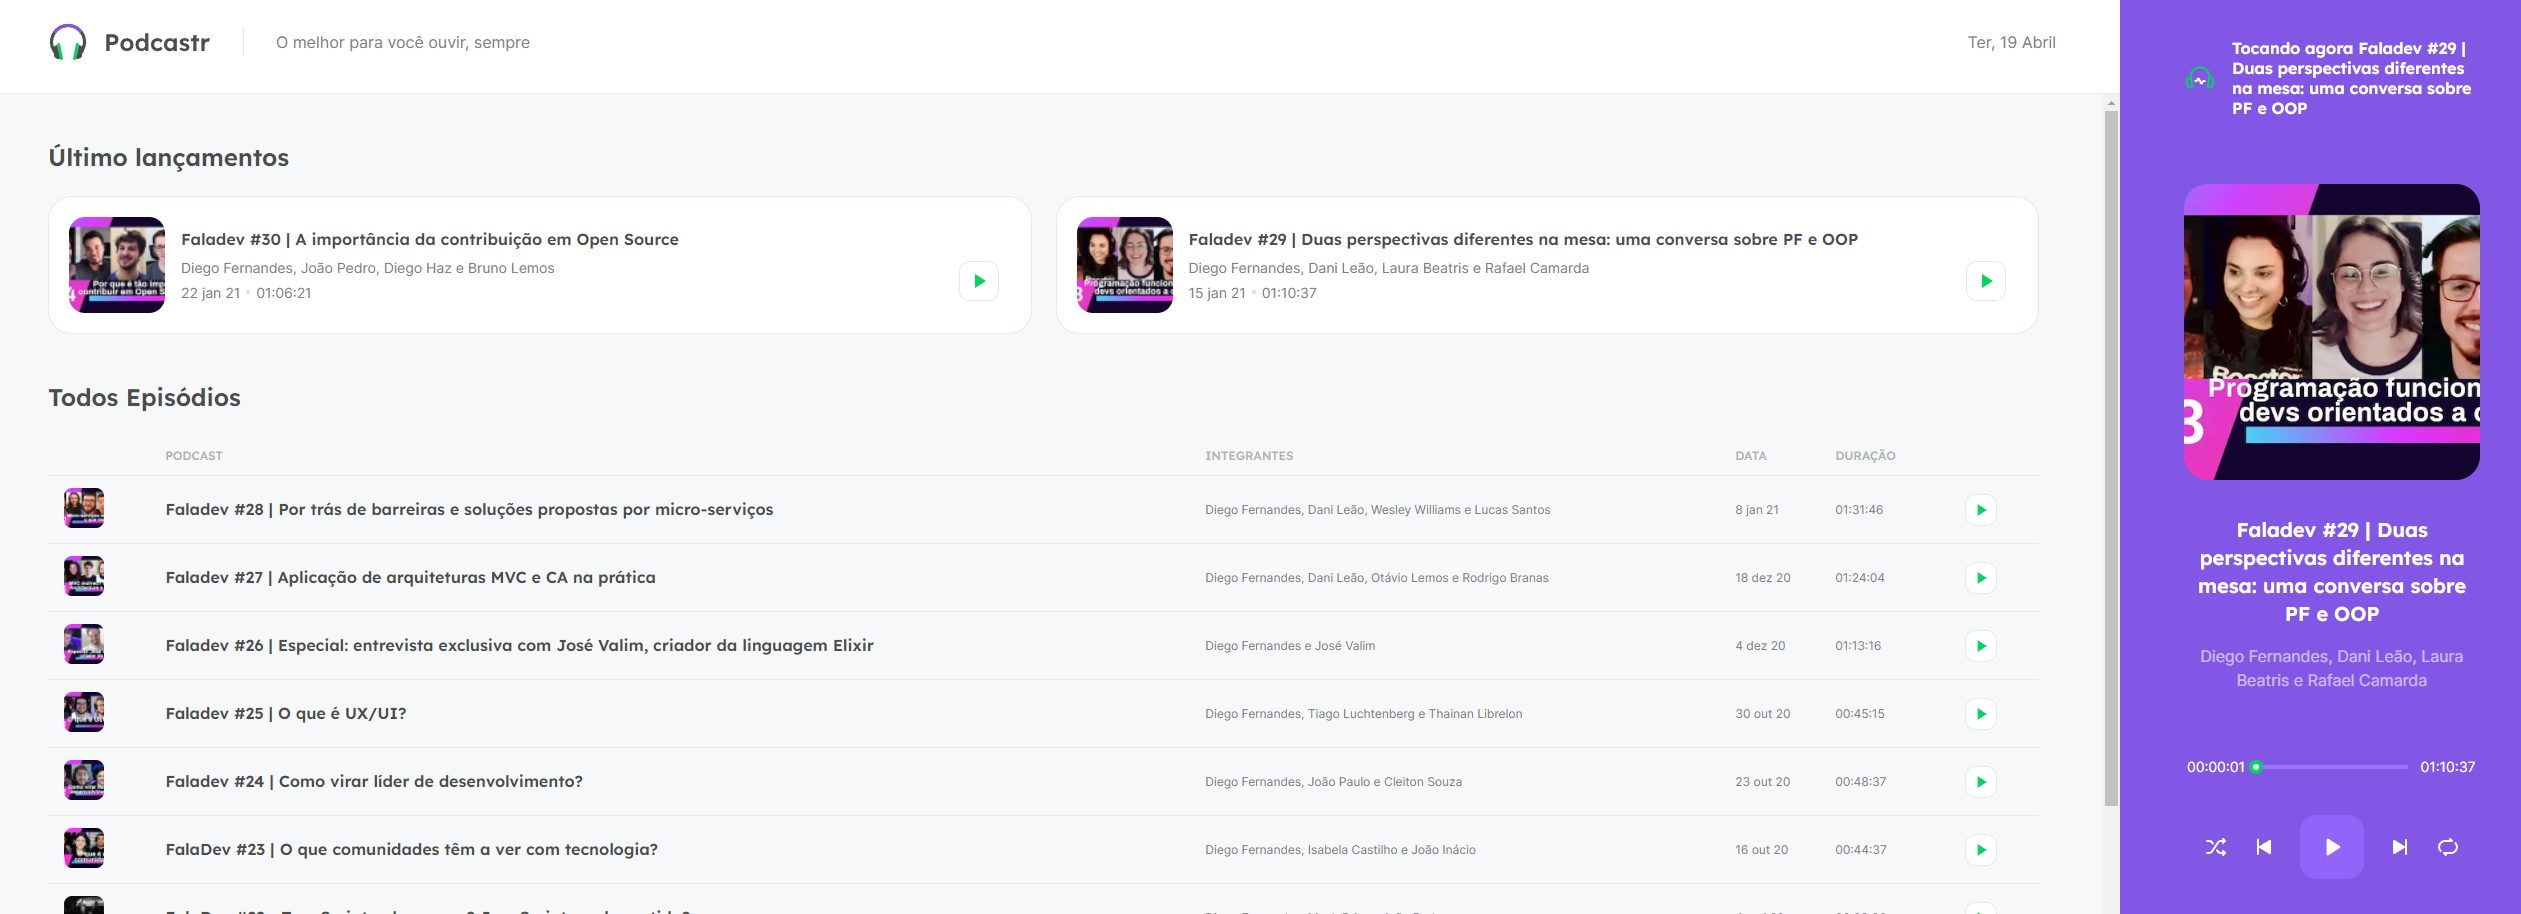 Podcastr
O melhor para você ouvir, sempre
Ter, 19 Abril
Último lançamentos
Por que é tão imp
contribuir em Open S
Faladev #30 | A importância da contribuição em Open Source
Diego Fernandes, João Pedro, Diego Haz e Bruno Lemos
22 jan 21 • 01:06:21
Programação funcion
devs orientados a c
Faladev #29 | Duas perspectivas diferentes na mesa: uma conversa sobre PF e OOP
Diego Fernandes, Dani Leão, Laura Beatris e Rafael Camarda
15 jan 21 • 01:10:37
Todos Episódios
PODCAST INTEGRANTES DATA DURAÇÃO
Faladev #28 | Por trás de barreiras e soluções propostas por micro-serviços Diego Fernandes, Dani Leão, Wesley Williams e Lucas Santos 8 jan 21 01:31:46
Faladev #27 | Aplicação de arquiteturas MVC e CA na prática Diego Fernandes, Dani Leão, Otávio Lemos e Rodrigo Branas 18 dez 20 01:24:04
Faladev #26 | Especial: entrevista exclusiva com José Valim, criador da linguagem Elixir Diego Fernandes e José Valim 4 dez 20 01:13:16
Faladev #25 | O que é UX/UI? Diego Fernandes, Tiago Luchtenberg e Thainan Librelon 30 out 20 00:45:15
Faladev #24 | Como virar líder de desenvolvimento? Diego Fernandes, João Paulo e Cleiton Souza 23 out 20 00:48:37
FalaDev #23 | O que comunidades têm a ver com tecnologia? Diego Fernandes, Isabela Castilho e João Inácio 16 out 20 00:44:37
Tocando agora Faladev #29 |
Duas perspectivas diferentes
na mesa: uma conversa sobre
PF e OOP
Programação funcion
3 devs orientados a c
Faladev #29 | Duas
perspectivas diferentes na
mesa: uma conversa sobre
PF e OOP
Diego Fernandes, Dani Leão, Laura
Beatris e Rafael Camarda
00:00:01 01:10:37